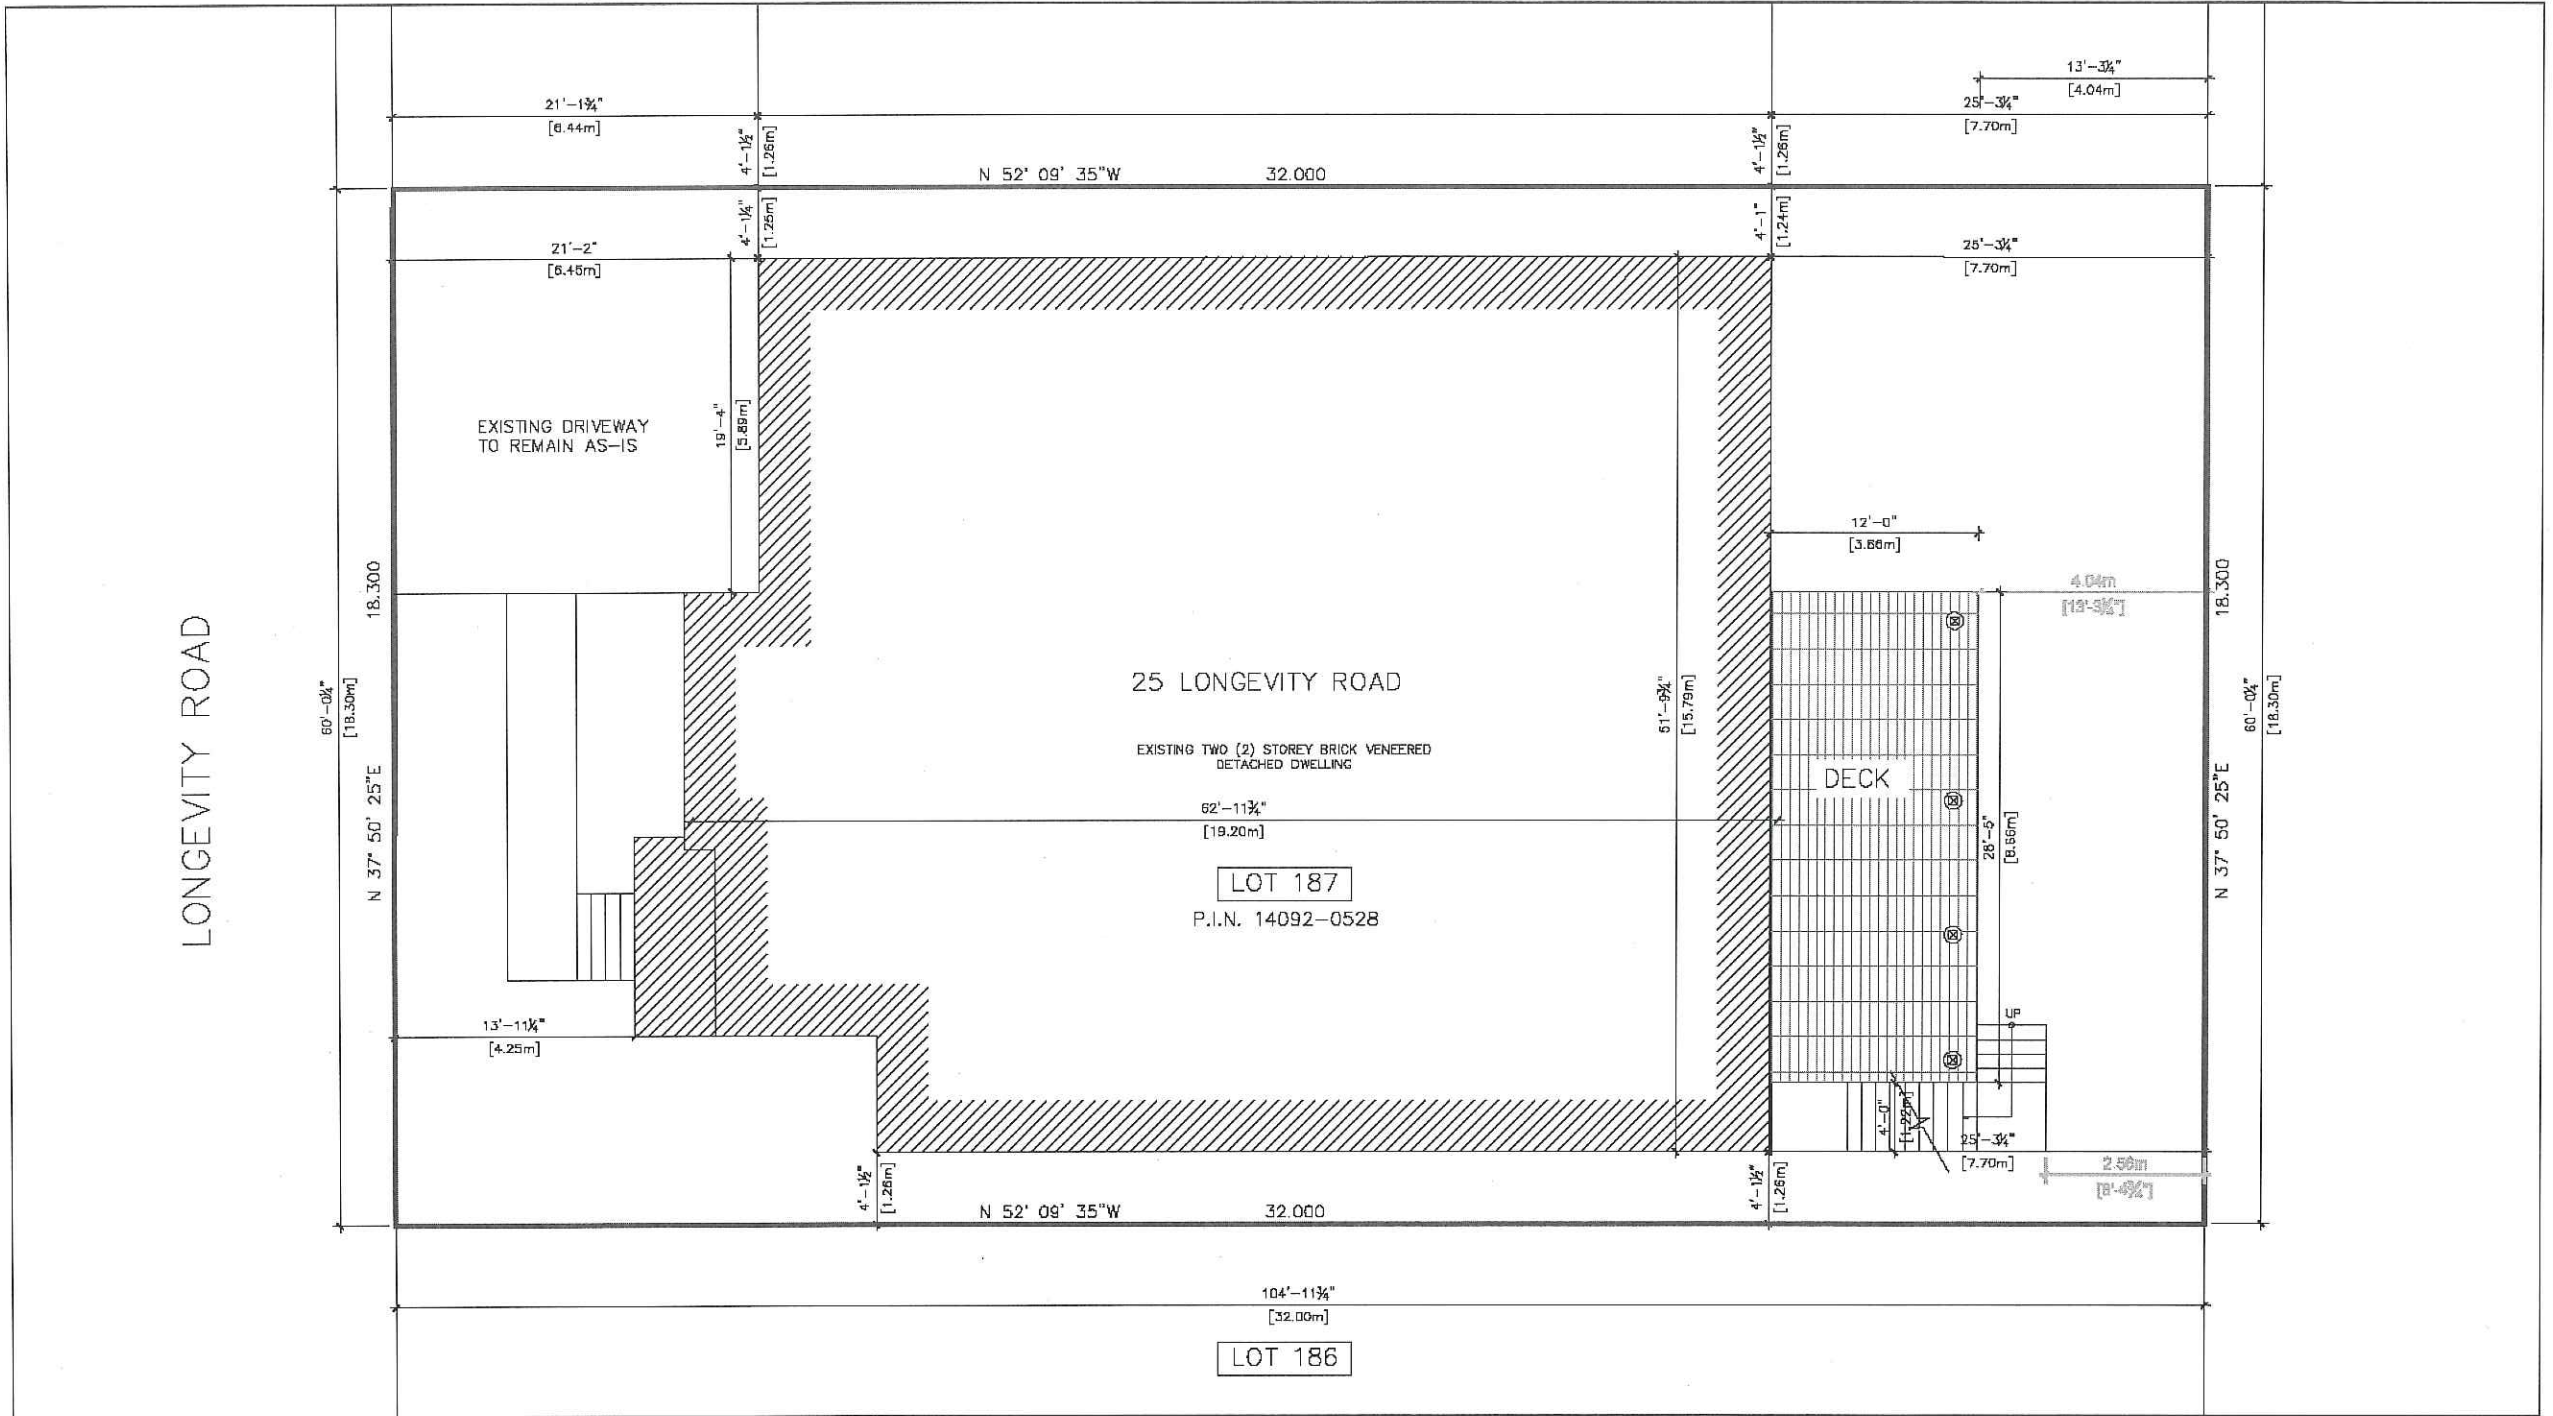 13'-3¼"
[4.04m]
21'-1¾"
[6.44m]
25'-3¼"
[7.70m]
4'-1½"
[1.26m]
4'-1½"
[1.26m]
N 52° 09' 35"W 32.000
4'-1¼"
[1.25m]
4'-1"
[1.24m]
21'-2"
[6.45m]
25'-3¼"
[7.70m]
EXISTING DRIVEWAY
TO REMAIN AS-IS
19'-4"
[5.89m]
12'-0"
[3.66m]
4.04m
[13'-3¼"]
18.300
18.300
LONGEVITY ROAD
60'-0¼"
[18.30m]
25 LONGEVITY ROAD
51'-9¾"
[15.79m]
60'-0¼"
[18.30m]
EXISTING TWO (2) STOREY BRICK VENEERED
DETACHED DWELLING
DECK
N 37° 50' 25"E
N 37° 50' 25"E
62'-11¾"
[19.20m]
28'-5"
[8.66m]
LOT 187
P.I.N. 14092-0528
13'-11¼"
[4.25m]
UP
4'-0"
[1.22m]
25'-3¼"
[7.70m]
2.56m
[8'-4¾"]
4'-1½"
[1.26m]
4'-1½"
[1.26m]
N 52° 09' 35"W 32.000
104'-11¾"
[32.00m]
LOT 186